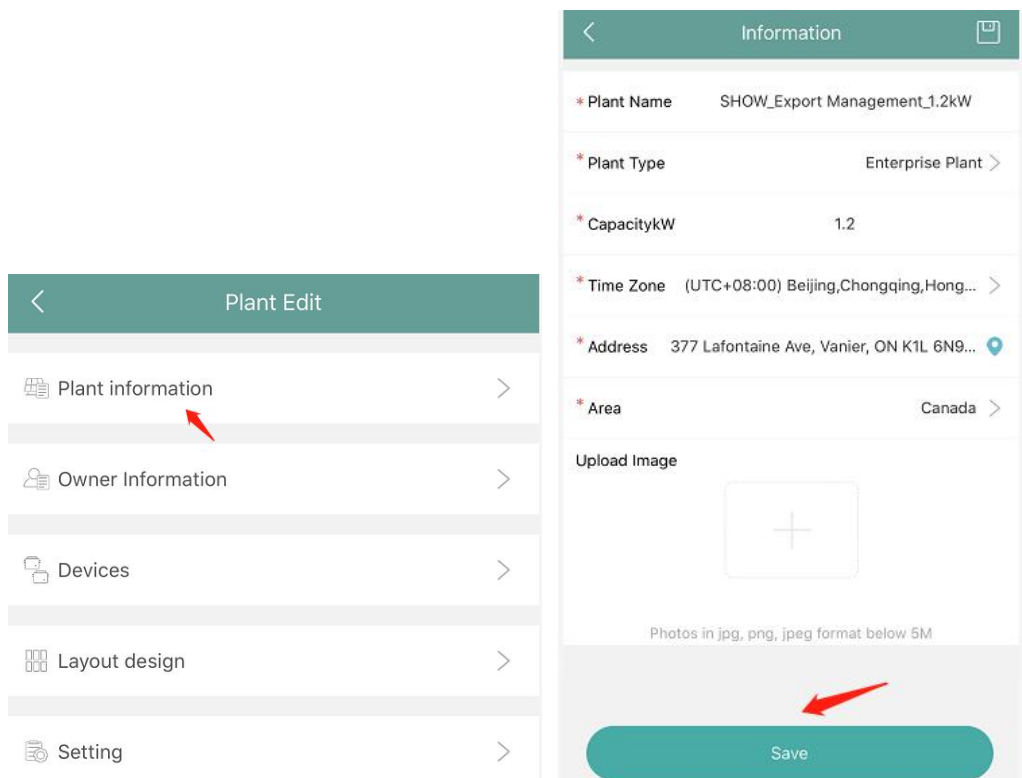 Plant Edit
Plant information
Owner Information
Devices
Layout design
Setting
Information
* Plant Name SHOW_Export Management_1.2kW
* Plant Type Enterprise Plant
* CapacitykW 1.2
* Time Zone (UTC+08:00) Beijing,Chongqing,Hong...
* Address 377 Lafontaine Ave, Vanier, ON K1L 6N9...
* Area Canada
Upload Image
Photos in jpg, png, jpeg format below 5M
Save